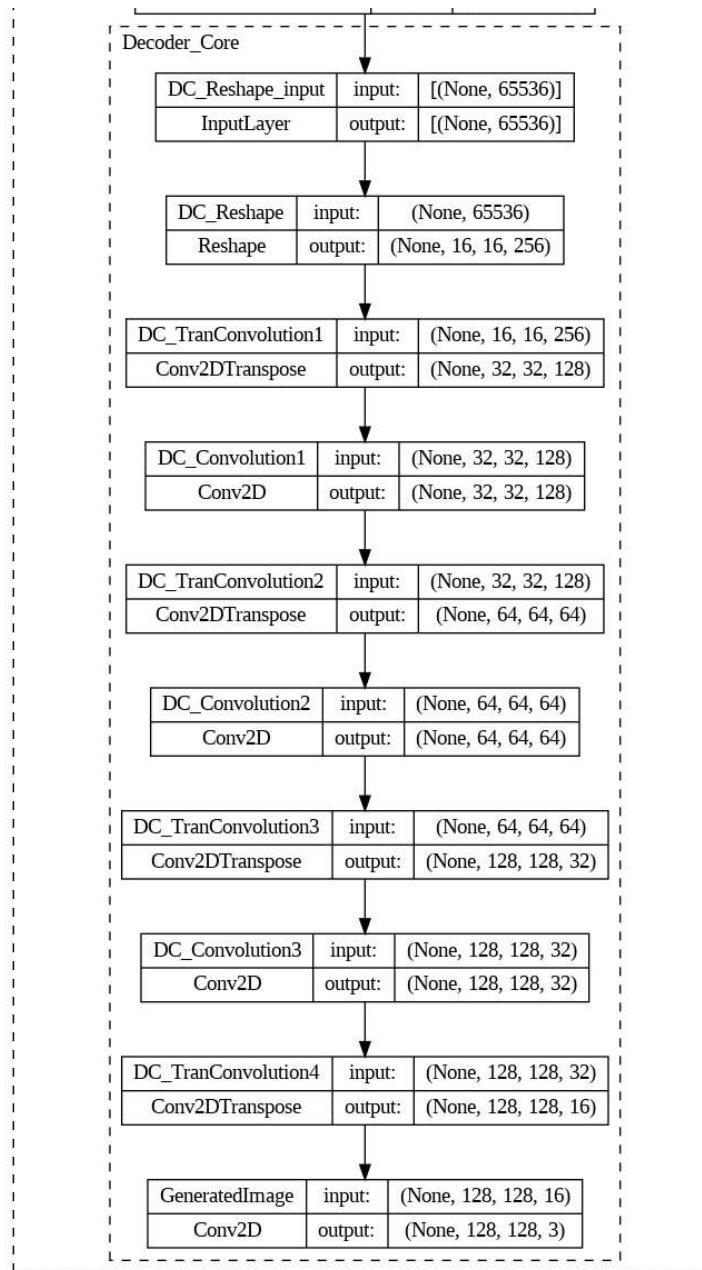 Decoder_Core
DC_Reshape_input input: [(None, 65536)]
InputLayer output: [(None, 65536)]
DC_Reshape input: (None, 65536)
Reshape output: (None, 16, 16, 256)
DC_TranConvolution1 input: (None, 16, 16, 256)
Conv2DTranspose output: (None, 32, 32, 128)
DC_Convolution1 input: (None, 32, 32, 128)
Conv2D output: (None, 32, 32, 128)
DC_TranConvolution2 input: (None, 32, 32, 128)
Conv2DTranspose output: (None, 64, 64, 64)
DC_Convolution2 input: (None, 64, 64, 64)
Conv2D output: (None, 64, 64, 64)
DC_TranConvolution3 input: (None, 64, 64, 64)
Conv2DTranspose output: (None, 128, 128, 32)
DC_Convolution3 input: (None, 128, 128, 32)
Conv2D output: (None, 128, 128, 32)
DC_TranConvolution4 input: (None, 128, 128, 32)
Conv2DTranspose output: (None, 128, 128, 16)
GeneratedImage input: (None, 128, 128, 16)
Conv2D output: (None, 128, 128, 3)